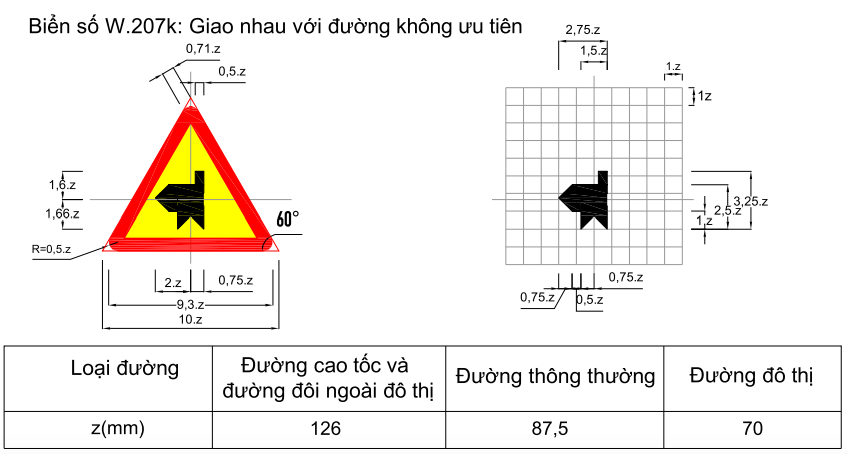 Biển số W.207k: Giao nhau với đường không ưu tiên
0,71.z
0,5.z
1,6.z
1,66.z
60°
R=0,5.z
2.z
0,75.z
9,3.z
10.z
2,75.z
1,5.z
1.z
1z
3,25.z
2,5.z
1.z
0,75.z
0,75.z
0,5.z
Loại đường
Đường cao tốc và
đường đôi ngoài đô thị
Đường thông thường
Đường đô thị
z(mm)
126
87,5
70